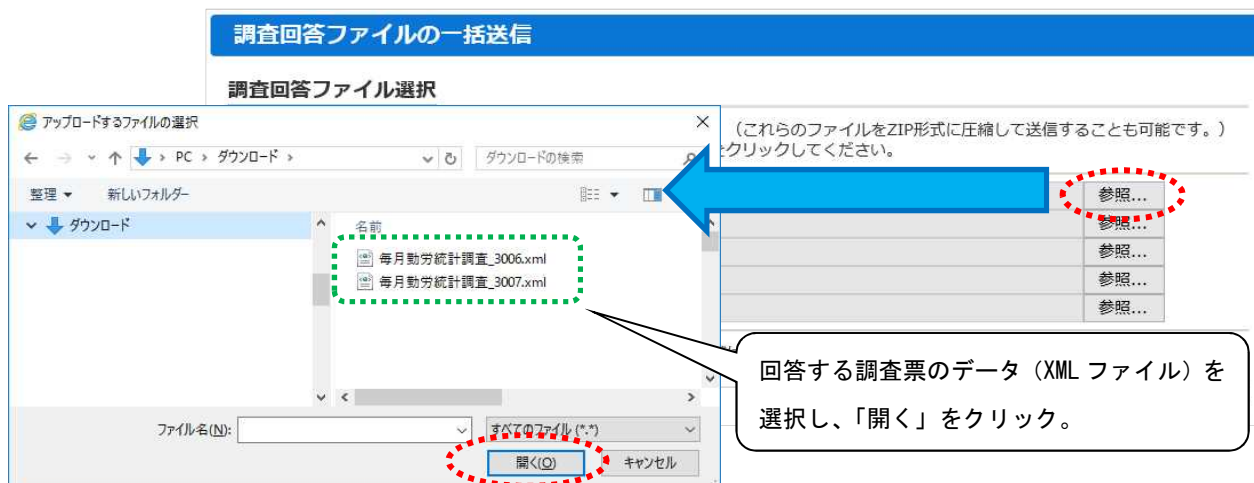 調査回答ファイルの一括送信
調査回答ファイル選択
（これらのファイルをZIP形式に圧縮して送信することも可能です。）
クリックしてください。
参照...
参照...
参照...
参照...
参照...
アップロードするファイルの選択
PC › ダウンロード ›
ダウンロードの検索
整理 新しいフォルダー
ダウンロード
名前
毎月勤労統計調査_3006.xml
毎月勤労統計調査_3007.xml
回答する調査票のデータ（XML ファイル）を
選択し、「開く」をクリック。
ファイル名(N):
すべてのファイル (*.*)
開く(O)
キャンセル